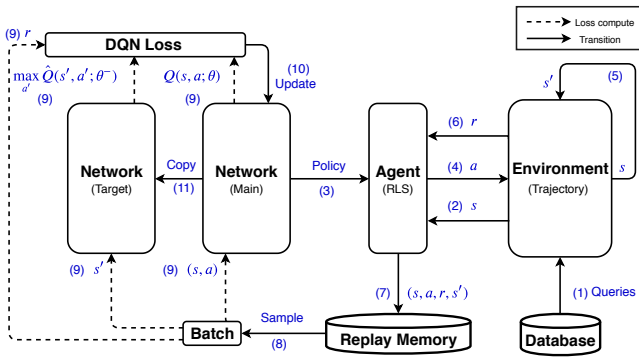 (9) r
DQN Loss
Loss compute
Transition
max Q̂(s′, a′; θ⁻)
a′
(9)
Q(s, a; θ)
(9)
(10)
Update
s′
(5)
Network
(Target)
Copy
(11)
Network
(Main)
Policy
(3)
Agent
(RLS)
(6) r
(4) a
(2) s
Environment
(Trajectory)
s
(9) s′
(9) (s, a)
(7) (s, a, r, s′)
(1) Queries
Batch
Sample
(8)
Replay Memory
Database